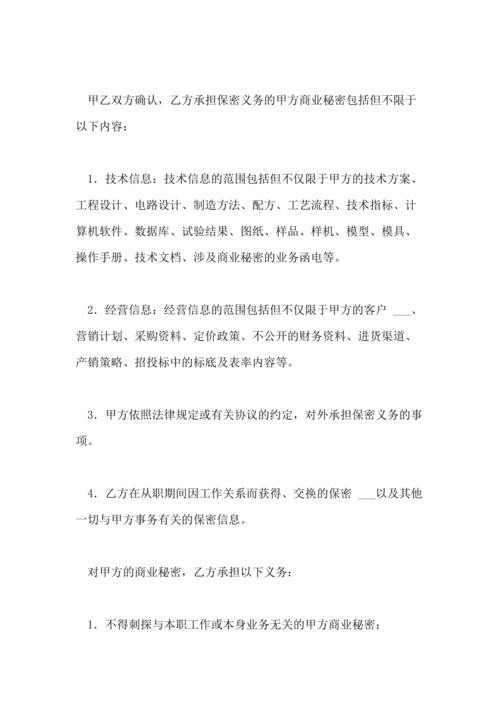 甲乙双方确认，乙方承担保密义务的甲方商业秘密包括但不限于
以下内容：
1．技术信息：技术信息的范围包括但不仅限于甲方的技术方案、
工程设计、电路设计、制造方法、配方、工艺流程、技术指标、计
算机软件、数据库、试验结果、图纸、样品、样机、模型、模具、
操作手册、技术文档、涉及商业秘密的业务函电等。
2．经营信息：经营信息的范围包括但不仅限于甲方的客户 ___、
营销计划、采购资料、定价政策、不公开的财务资料、进货渠道、
产销策略、招投标中的标底及表率内容等。
3．甲方依照法律规定或有关协议的约定，对外承担保密义务的事
项。
4．乙方在从职期间因工作关系而获得、交换的保密 ___以及其他
一切与甲方事务有关的保密信息。
对甲方的商业秘密，乙方承担以下义务：
1．不得刺探与本职工作或本身业务无关的甲方商业秘密；